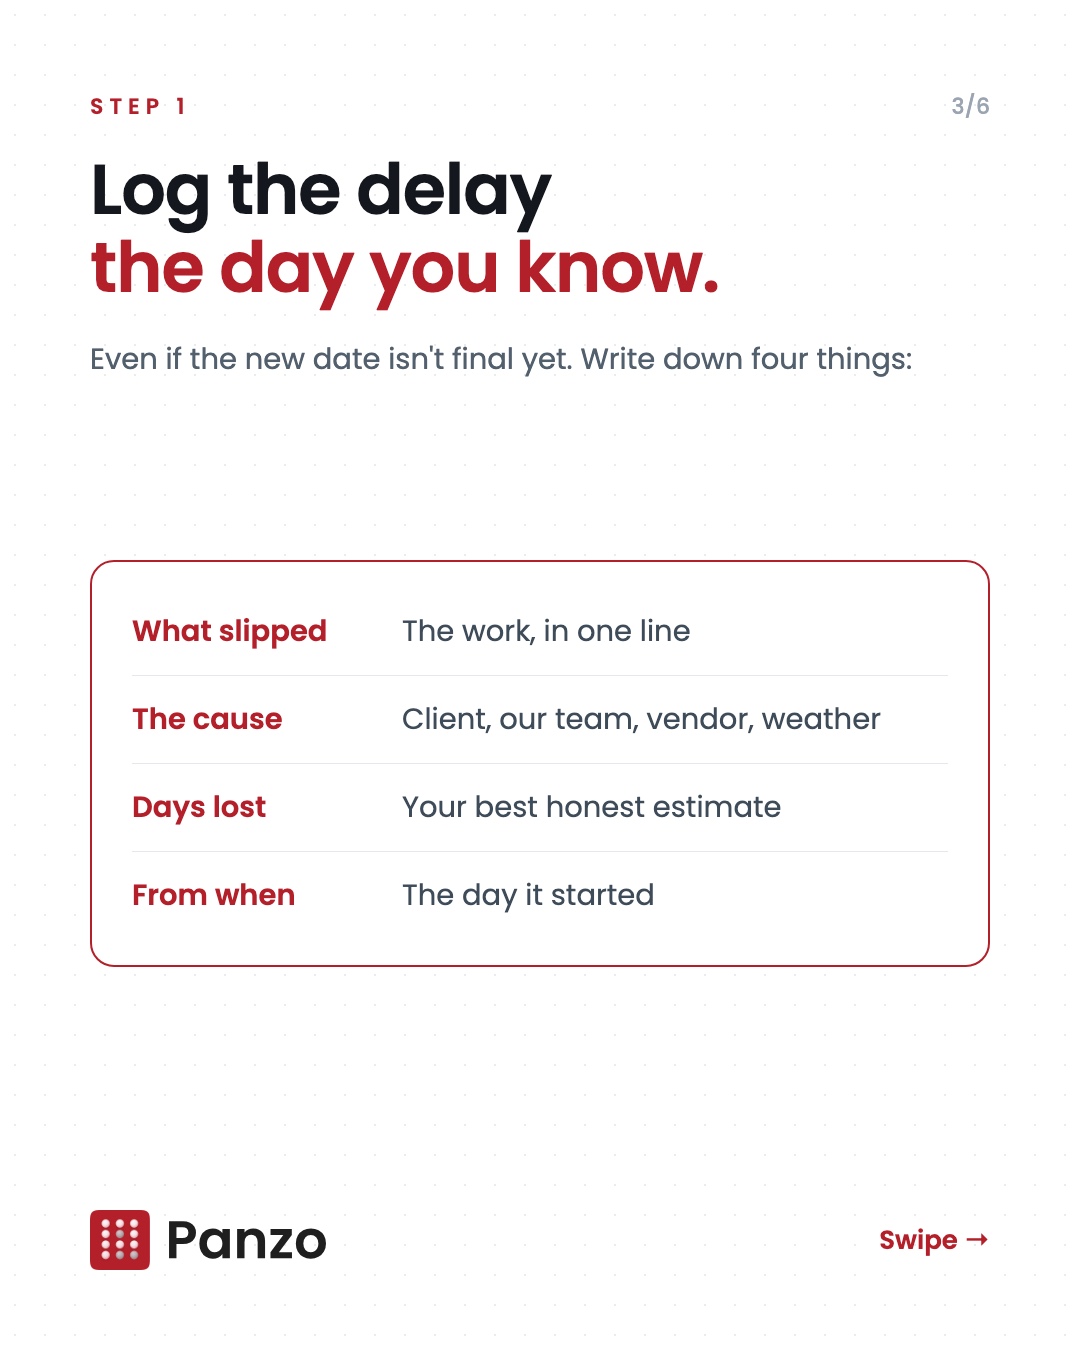 STEP 1
3/6
Log the delay
the day you know.
Even if the new date isn't final yet. Write down four things:
What slipped The work, in one line
The cause Client, our team, vendor, weather
Days lost Your best honest estimate
From when The day it started
Panzo
Swipe →